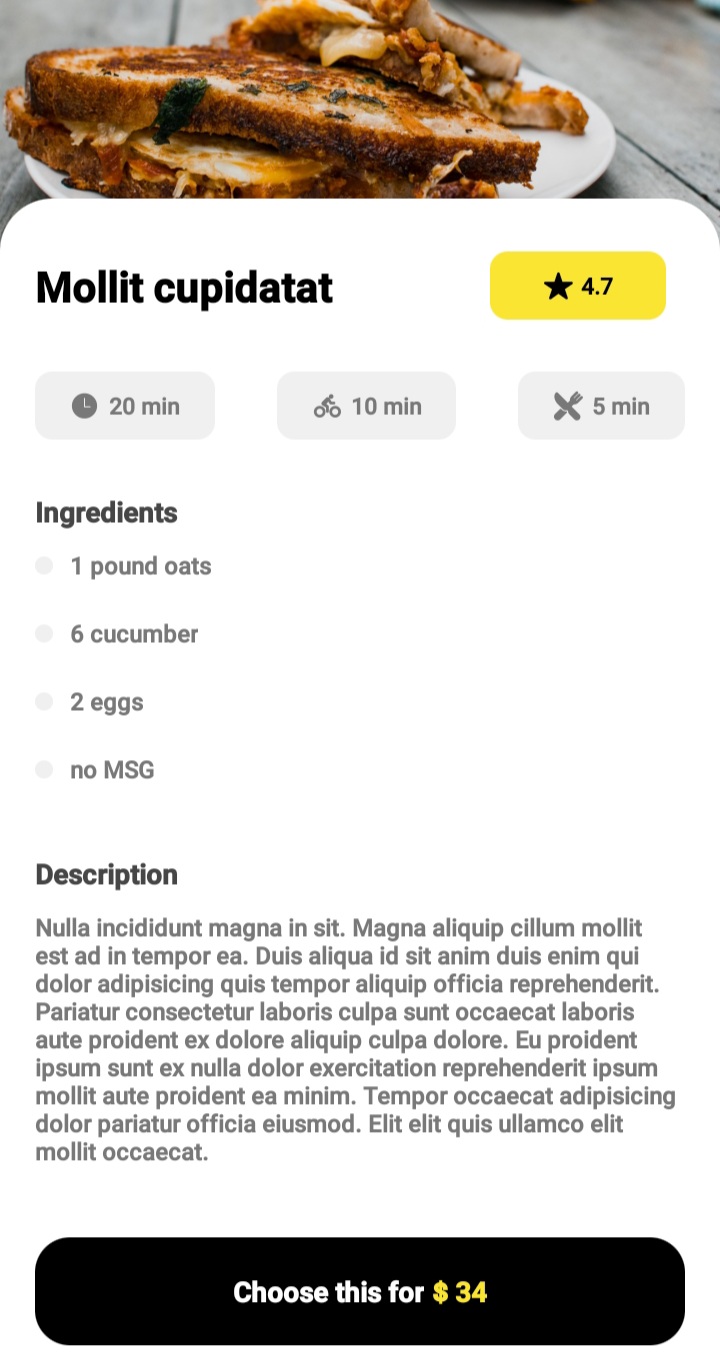 Mollit cupidatat
4.7
20 min
10 min
5 min
Ingredients
1 pound oats
6 cucumber
2 eggs
no MSG
Description
Nulla incididunt magna in sit. Magna aliquip cillum mollit
est ad in tempor ea. Duis aliqua id sit anim duis enim qui
dolor adipisicing quis tempor aliquip officia reprehenderit.
Pariatur consectetur laboris culpa sunt occaecat laboris
aute proident ex dolore aliquip culpa dolore. Eu proident
ipsum sunt ex nulla dolor exercitation reprehenderit ipsum
mollit aute proident ea minim. Tempor occaecat adipisicing
dolor pariatur officia eiusmod. Elit elit quis ullamco elit
mollit occaecat.
Choose this for $ 34